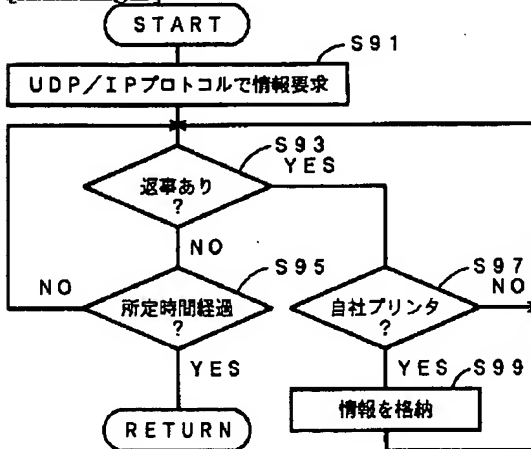 START
S91
UDP/IPプロトコルで情報要求
S93
YES
返事あり
?
NO
S95
S97
NO
NO
所定時間経過
?
自社プリンタ
?
YES
YES
S99
情報を格納
RETURN